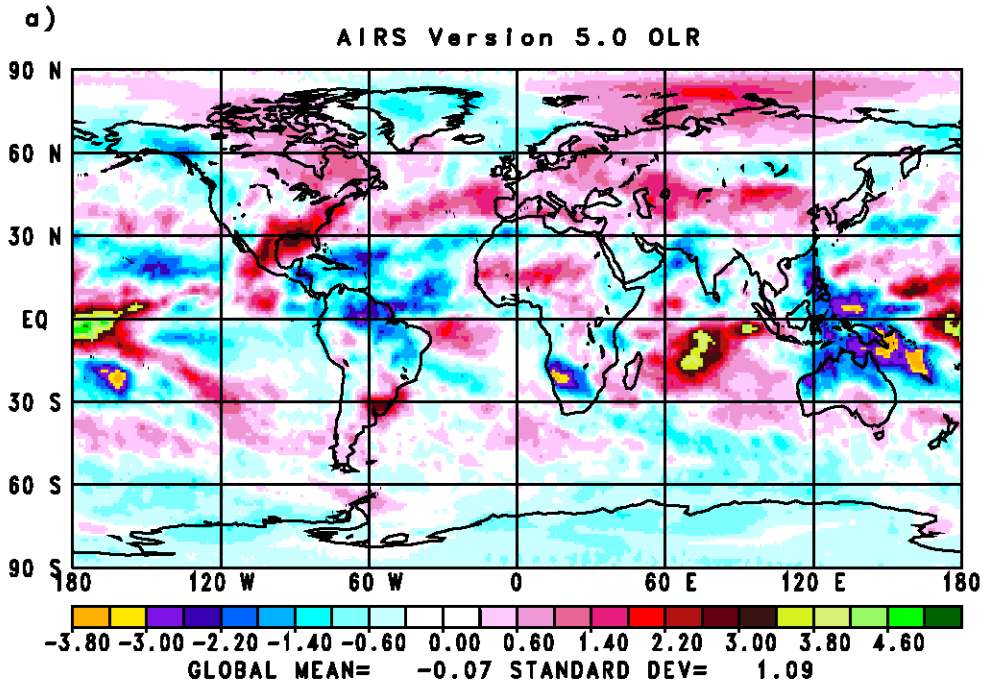 a)
AIRS Version 5.0 OLR
90 N
60 N
30 N
EQ
30 S
60 S
90 S
180 120 W 60 W 0 60 E 120 E 180
-3.80 -3.00 -2.20 -1.40 -0.60 0.00 0.60 1.40 2.20 3.00 3.80 4.60
GLOBAL MEAN= -0.07 STANDARD DEV= 1.09